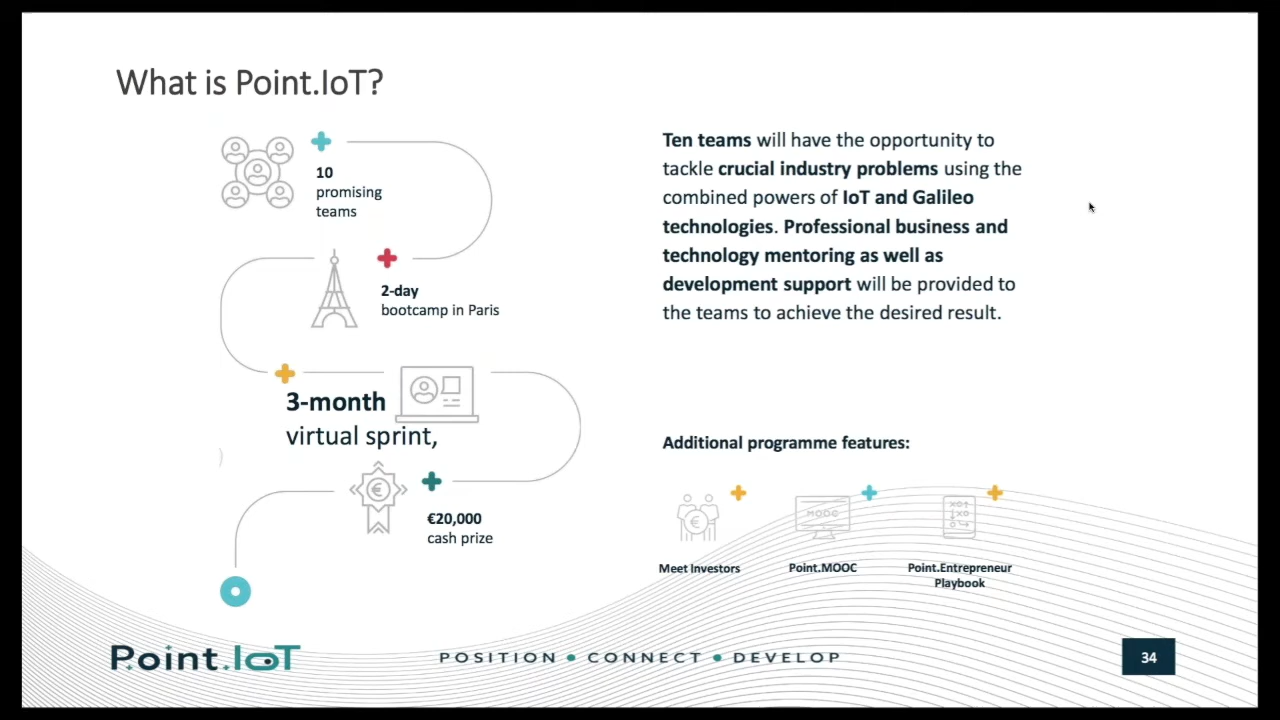 What is Point.IoT?
10
promising
teams
2-day
bootcamp in Paris
3-month
virtual sprint,
€20,000
cash prize
Ten teams will have the opportunity to
tackle crucial industry problems using the
combined powers of IoT and Galileo
technologies. Professional business and
technology mentoring as well as
development support will be provided to
the teams to achieve the desired result.
Additional programme features:
MOOC
Meet Investors
Point.MOOC
Point.Entrepreneur
Playbook
Point.IoT
POSITION • CONNECT • DEVELOP
34